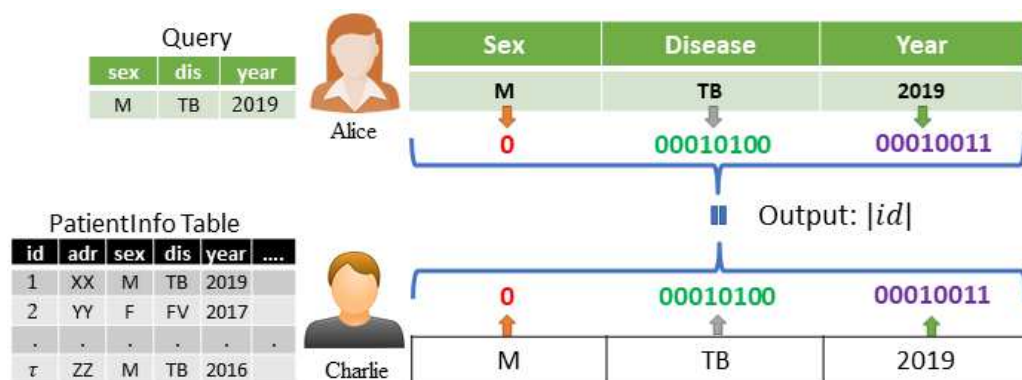 Query
sex dis year
M TB 2019
Alice
Sex Disease Year
M TB 2019
0 00010100 00010011
Output: |id|
PatientInfo Table
id adr sex dis year ....
1 XX M TB 2019
2 YY F FV 2017
. . . . . .
τ ZZ M TB 2016
Charlie
0 00010100 00010011
M TB 2019